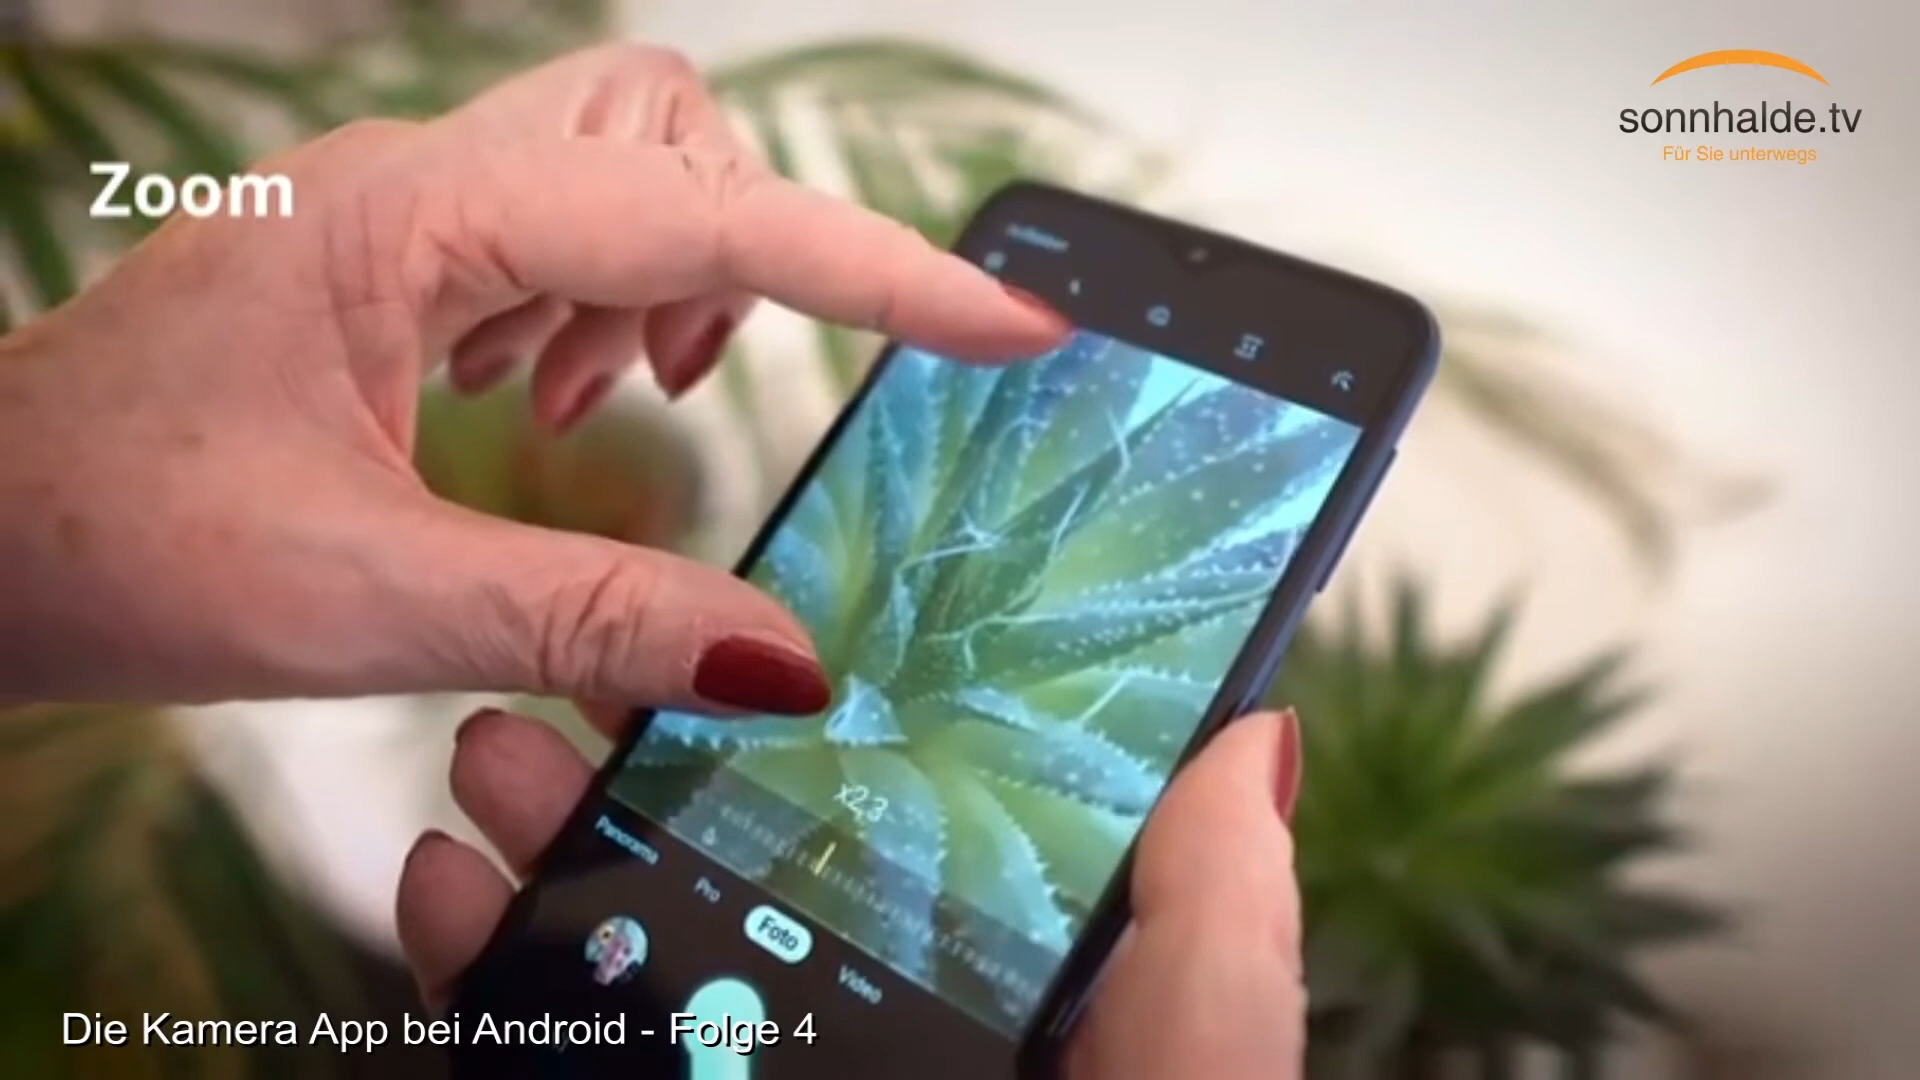 sonnhalde.tv
Für Sie unterwegs
Zoom
x2,3
Panorama
Pro
Foto
Video
Die Kamera App bei Android - Folge 4